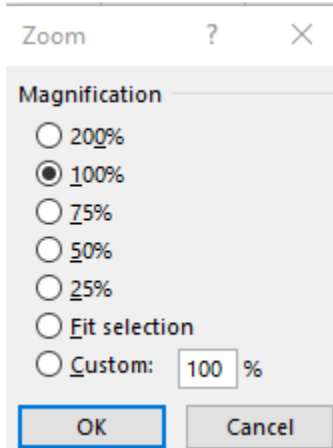 Zoom ?
Magnification
200%
100%
75%
50%
25%
Fit selection
Custom: 100 %
OK Cancel